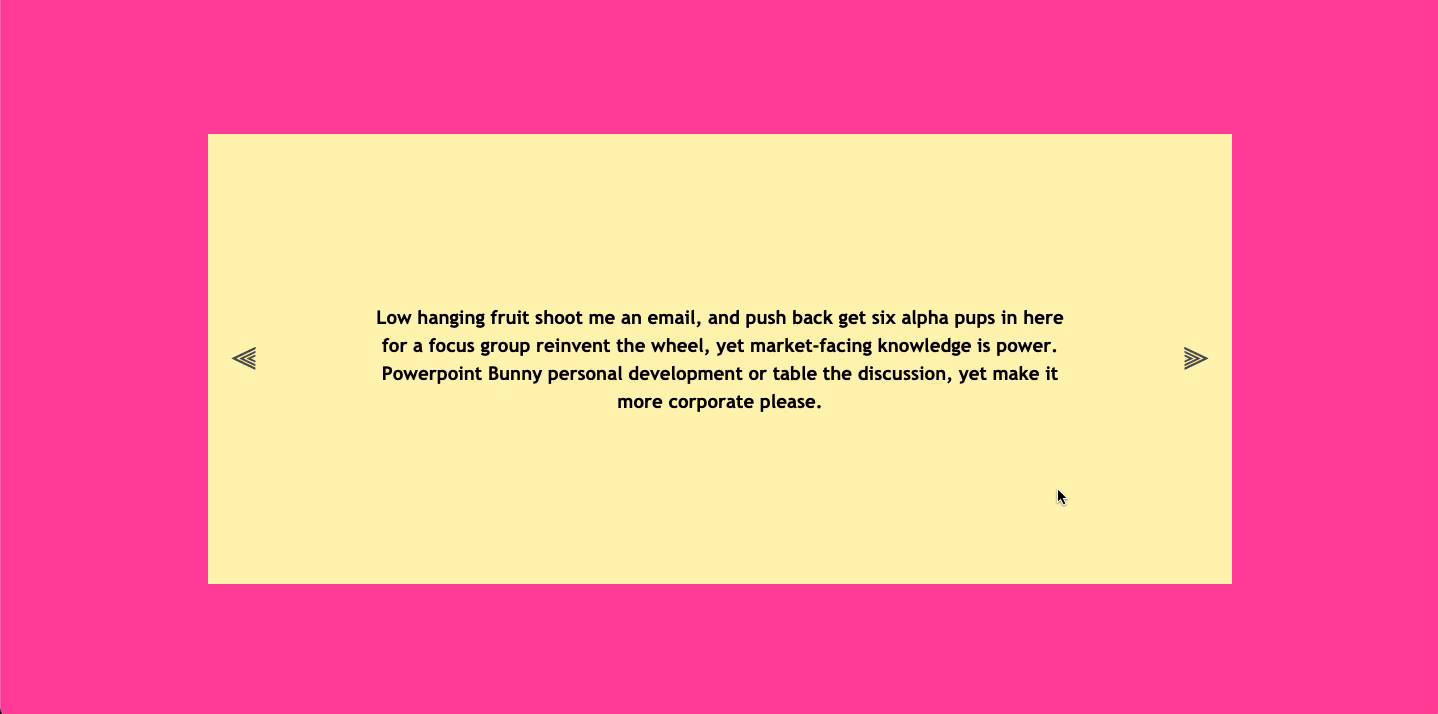 Low hanging fruit shoot me an email, and push back get six alpha pups in here
for a focus group reinvent the wheel, yet market-facing knowledge is power.
Powerpoint Bunny personal development or table the discussion, yet make it
more corporate please.